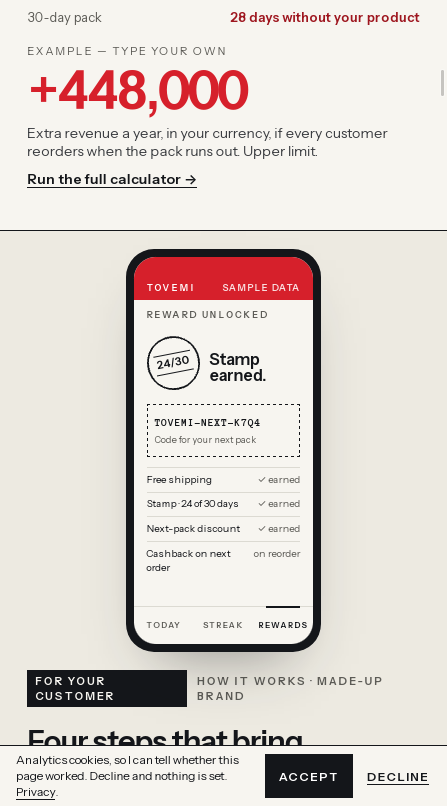 30-day pack 28 days without your product
EXAMPLE — TYPE YOUR OWN
+448,000
Extra revenue a year, in your currency, if every customer
reorders when the pack runs out. Upper limit.
Run the full calculator →
TOVEMI SAMPLE DATA
REWARD UNLOCKED
24/30
Stamp
earned.
TOVEMI-NEXT-K7Q4
Code for your next pack
Free shipping ✓ earned
Stamp · 24 of 30 days ✓ earned
Next-pack discount ✓ earned
Cashback on next on reorder
order
TODAY STREAK REWARDS
FOR YOUR
CUSTOMER
HOW IT WORKS · MADE-UP
BRAND
Four steps that bring
Analytics cookies, so I can tell whether this
page worked. Decline and nothing is set.
Privacy.
ACCEPT DECLINE